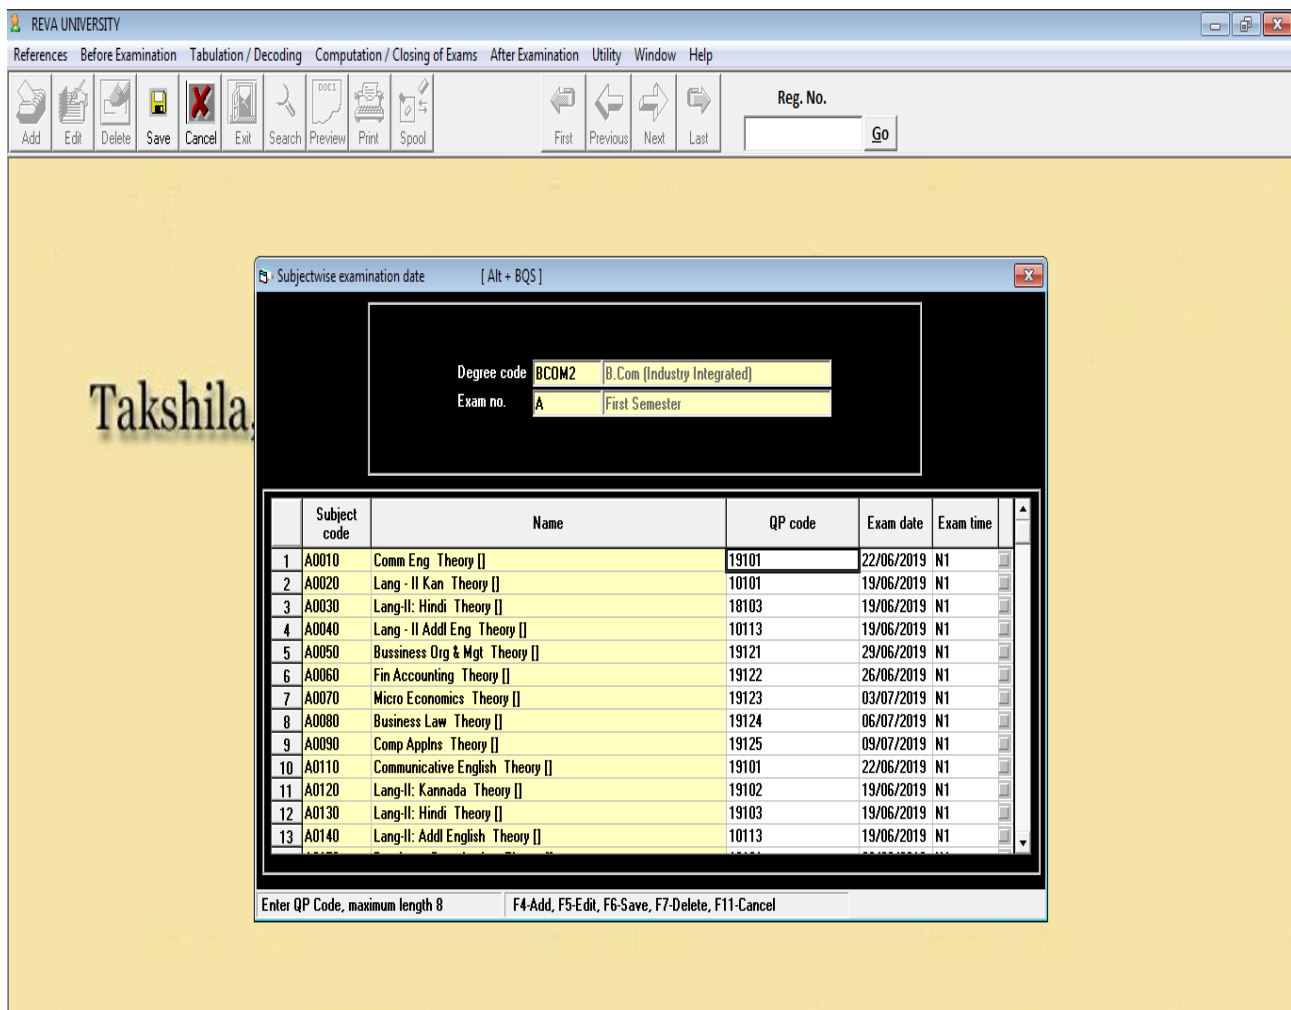 REVA UNIVERSITY
References Before Examination Tabulation / Decoding Computation / Closing of Exams After Examination Utility Window Help
DOC1
Reg. No.
Add Edit Delete Save Cancel Exit Search Preview Print Spool First Previous Next Last Go
Subjectwise examination date [ Alt + BQS ]
Degree code BCOM2 B.Com (Industry Integrated)
Exam no. A First Semester
Takshila,
Subject code Name QP code Exam date Exam time
1 A0010 Comm Eng Theory [] 19101 22/06/2019 N1
2 A0020 Lang - II Kan Theory [] 10101 19/06/2019 N1
3 A0030 Lang-II: Hindi Theory [] 18103 19/06/2019 N1
4 A0040 Lang - II Addl Eng Theory [] 10113 19/06/2019 N1
5 A0050 Bussiness Org & Mgt Theory [] 19121 29/06/2019 N1
6 A0060 Fin Accounting Theory [] 19122 26/06/2019 N1
7 A0070 Micro Economics Theory [] 19123 03/07/2019 N1
8 A0080 Business Law Theory [] 19124 06/07/2019 N1
9 A0090 Comp Applns Theory [] 19125 09/07/2019 N1
10 A0110 Communicative English Theory [] 19101 22/06/2019 N1
11 A0120 Lang-II: Kannada Theory [] 19102 19/06/2019 N1
12 A0130 Lang-II: Hindi Theory [] 19103 19/06/2019 N1
13 A0140 Lang-II: Addl English Theory [] 10113 19/06/2019 N1
Enter QP Code, maximum length 8 F4-Add, F5-Edit, F6-Save, F7-Delete, F11-Cancel